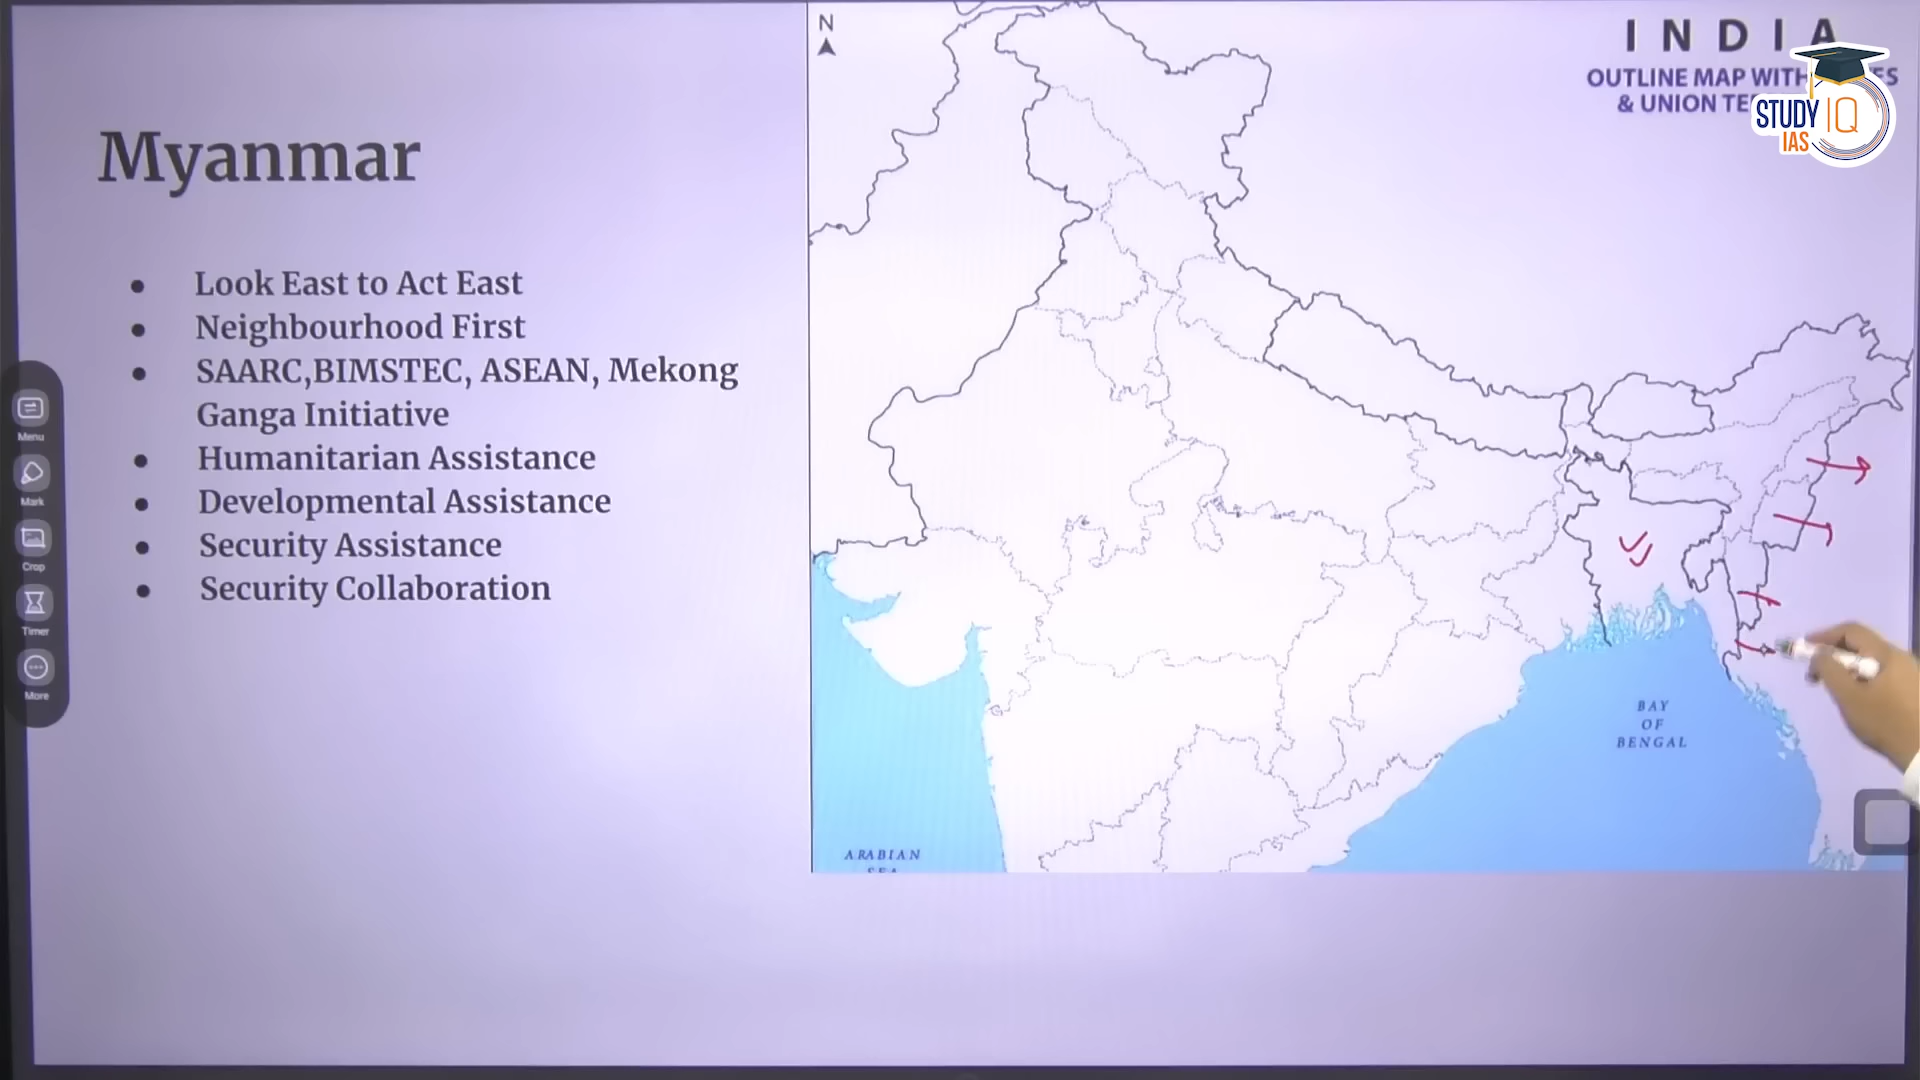 Myanmar
Look East to Act East
Neighbourhood First
SAARC,BIMSTEC, ASEAN, Mekong
Ganga Initiative
Humanitarian Assistance
Developmental Assistance
Security Assistance
Security Collaboration
Menu
Mark
Crop
Timer
More
N
INDIA
OUTLINE MAP WITH
& UNION
STUDY IQ
IAS
BAY
OF
BENGAL
ARABIAN
SEA